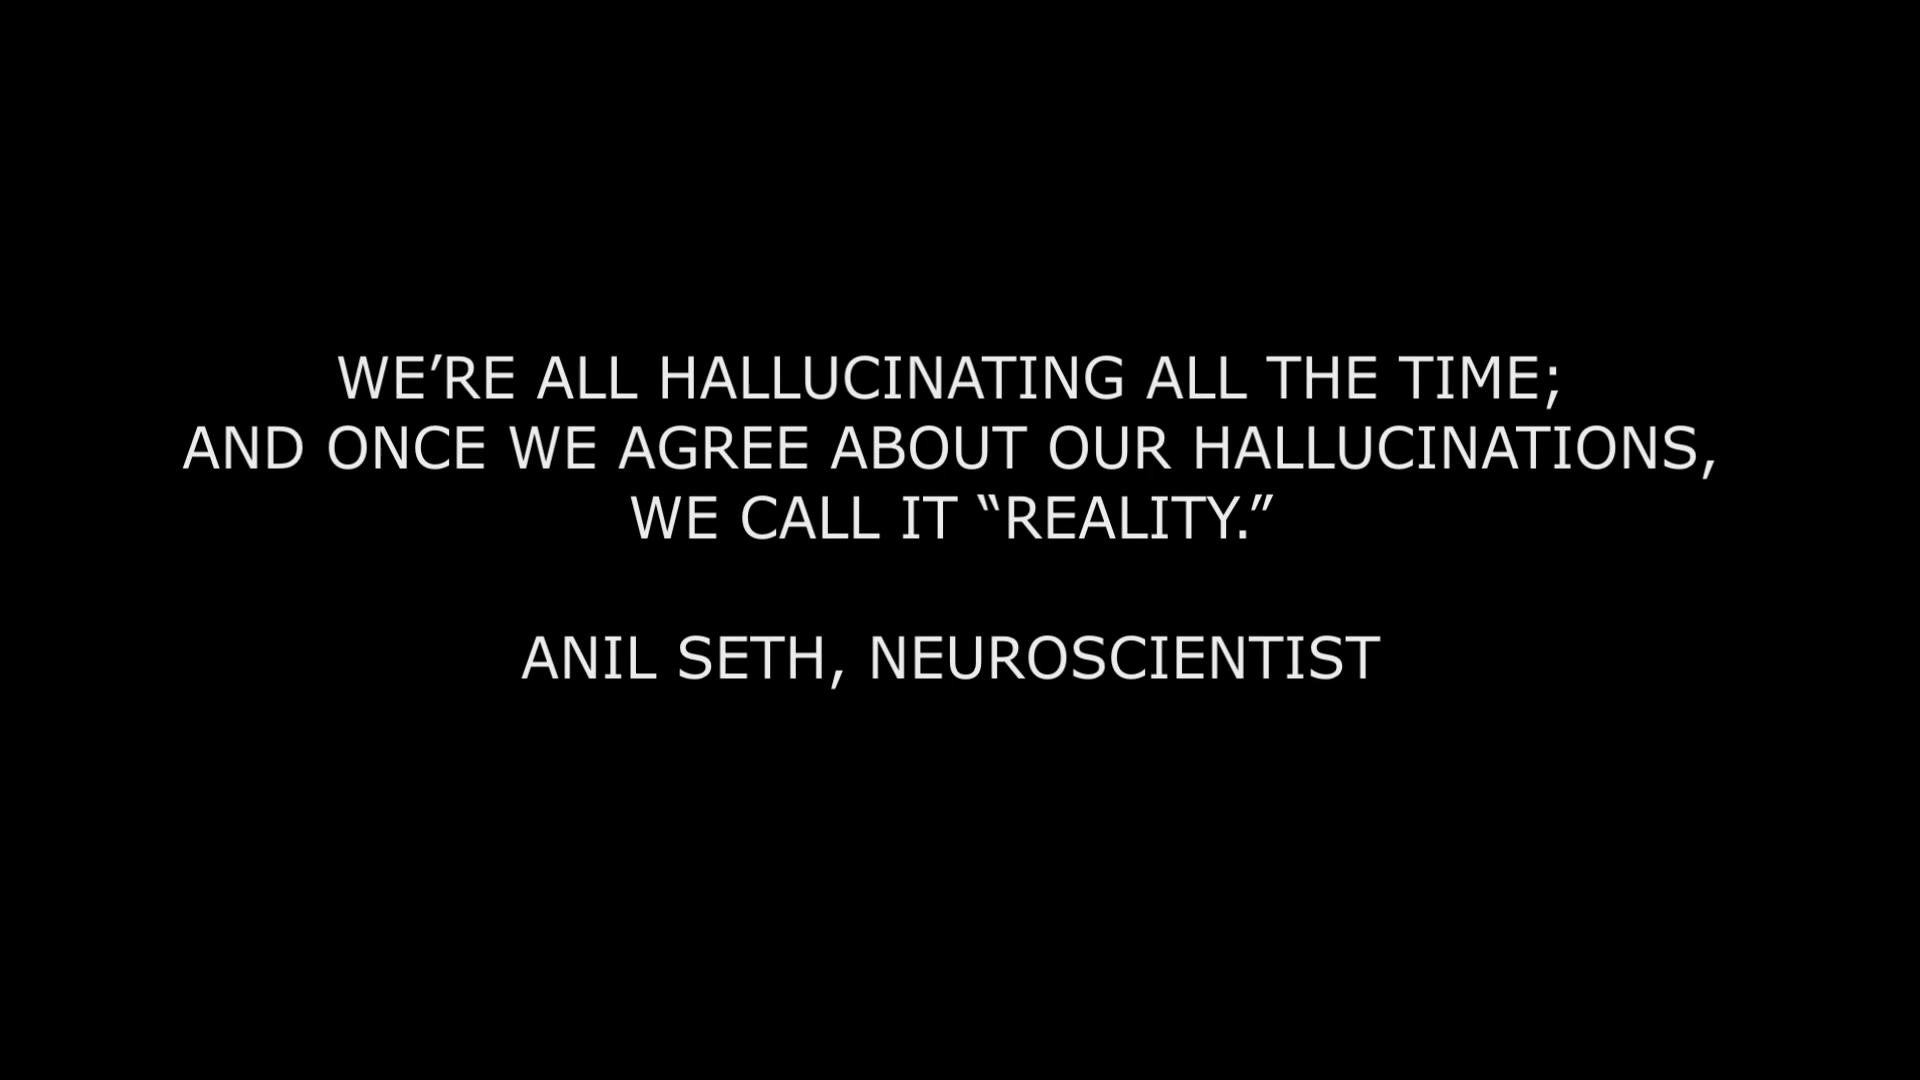 WE’RE ALL HALLUCINATING ALL THE TIME;
AND ONCE WE AGREE ABOUT OUR HALLUCINATIONS,
WE CALL IT “REALITY.”
ANIL SETH, NEUROSCIENTIST